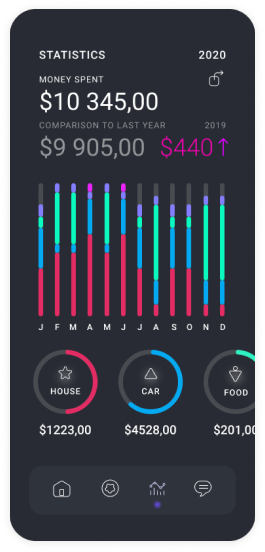 STATISTICS 2020
MONEY SPENT
$10 345,00
COMPARISON TO LAST YEAR 2019
$9 905,00 $440↑
J F M A M J J A S O N D
HOUSE CAR FOOD
$1223,00 $4528,00 $201,00